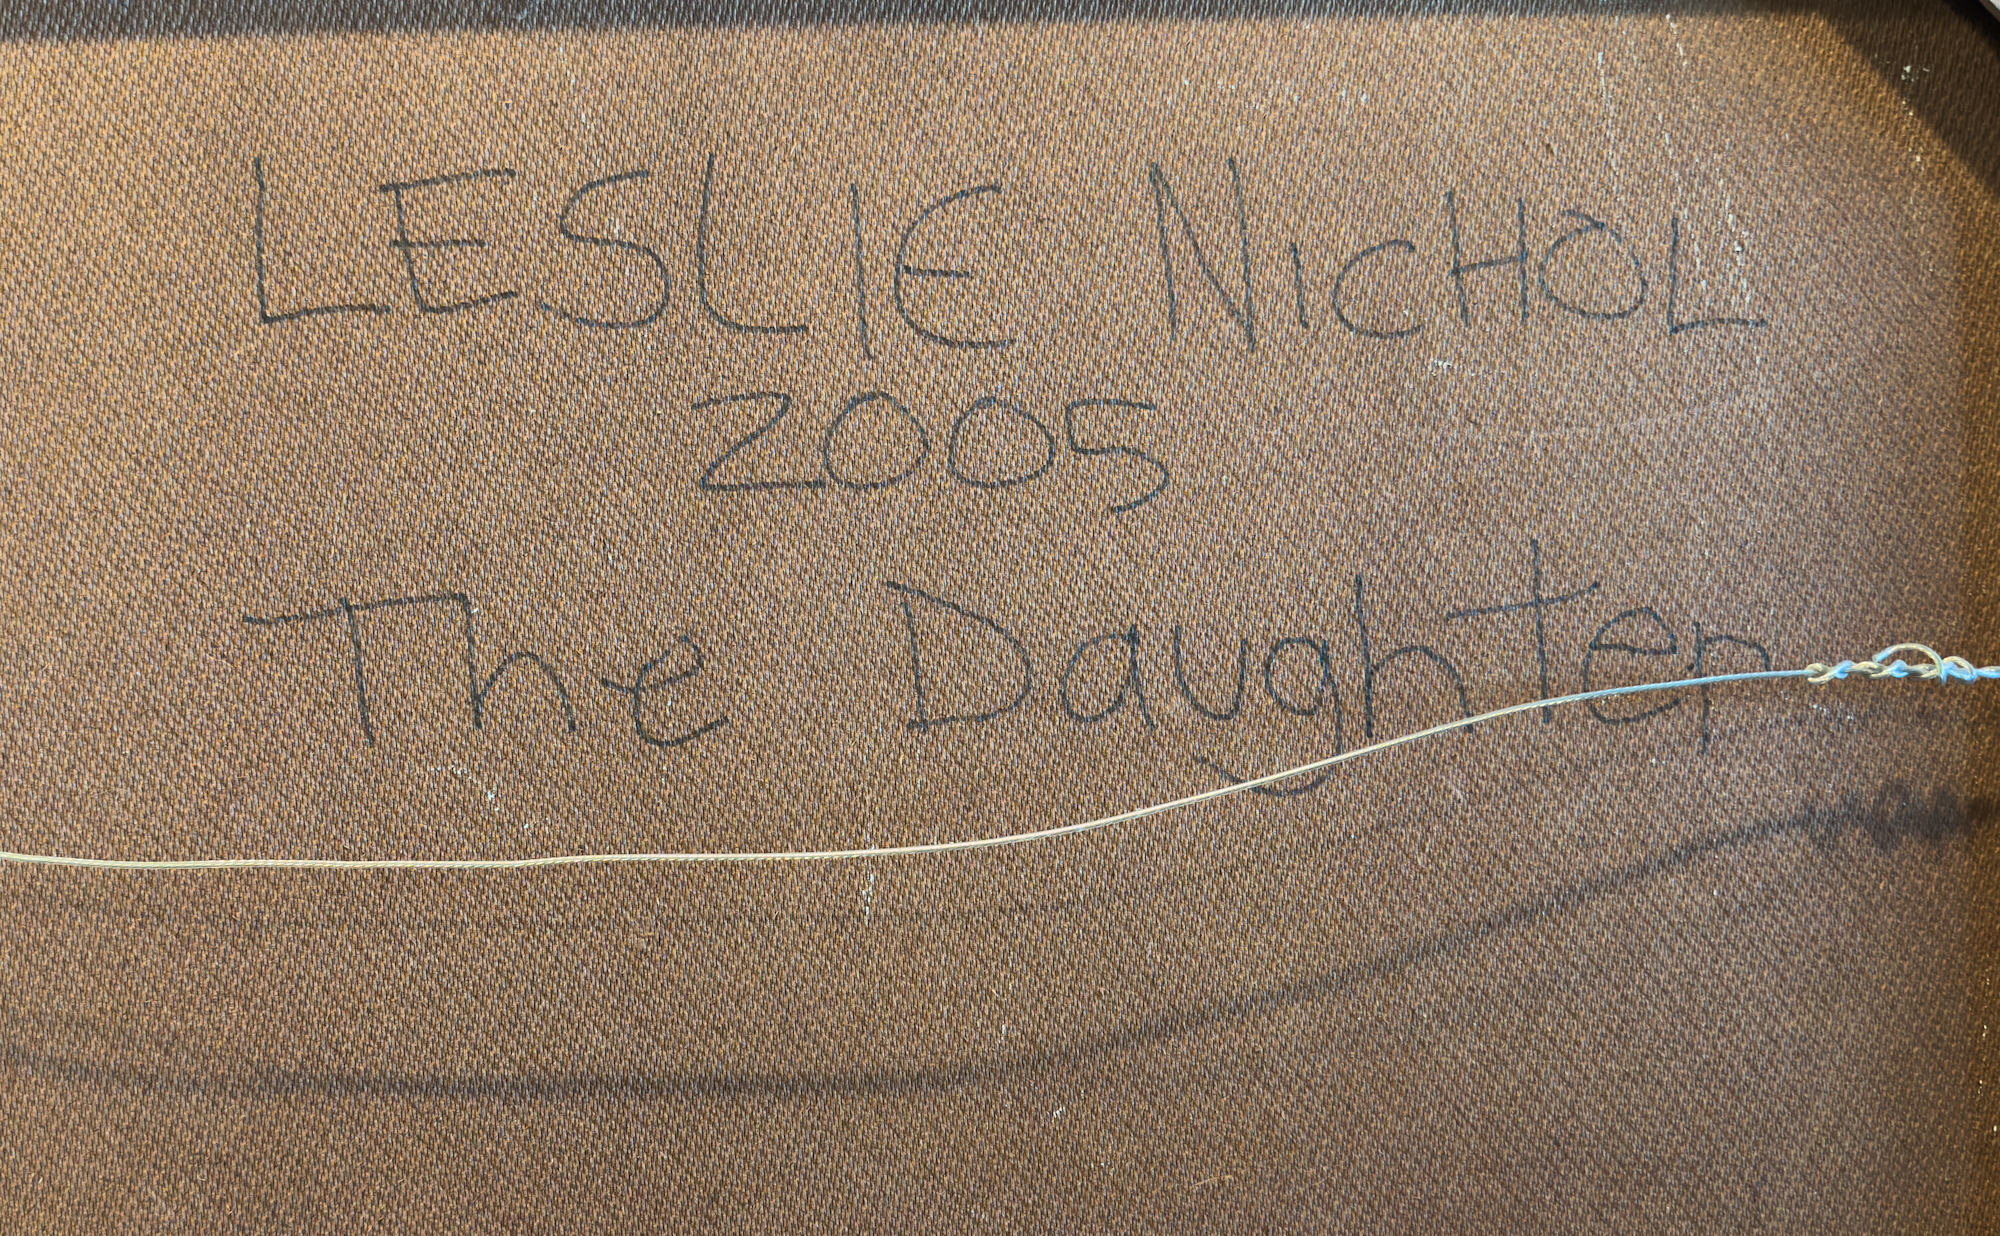 LESLIE NICHOL
2005
The Daughter